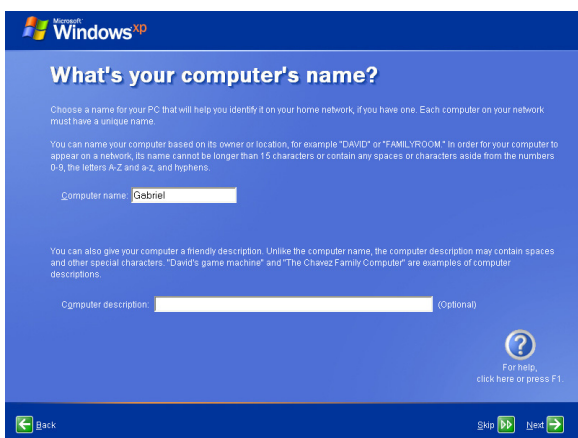 Microsoft
Windows xp
What's your computer's name?
Choose a name for your PC that will help you identify it on your home network, if you have one. Each computer on your network
must have a unique name.
You can name your computer based on its owner or location, for example "DAVID" or "FAMILYROOM." In order for your computer to
appear on a network, its name cannot be longer than 15 characters or contain any spaces or characters aside from the numbers
0-9, the letters A-Z and a-z, and hyphens.
Computer name: Gabriel
You can also give your computer a friendly description. Unlike the computer name, the computer description may contain spaces
and other special characters. "David's game machine" and "The Chavez Family Computer" are examples of computer
descriptions.
Computer description: (Optional)
?
For help,
click here or press F1.
Back Skip Next